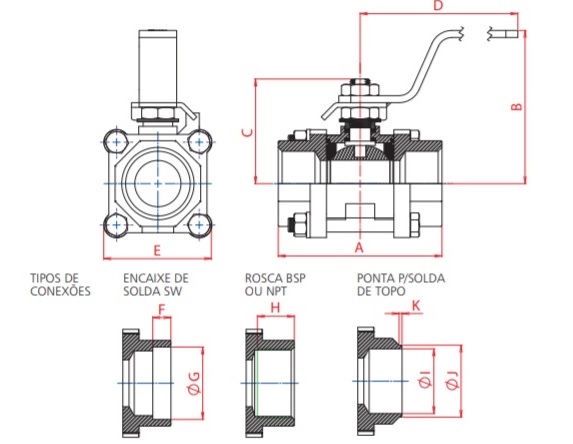 D
B
C
E
A
TIPOS DE
CONEXÕES
ENCAIXE DE
SOLDA SW
ROSCA BSP
OU NPT
PONTA P/SOLDA
DE TOPO
F
H
K
ØG
ØI
ØJ